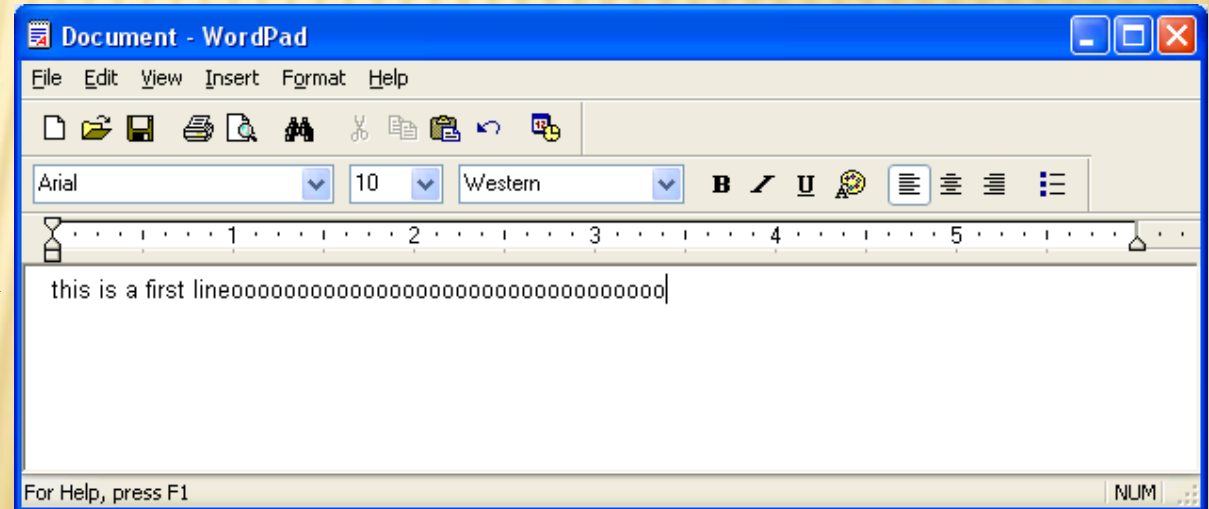 Document - WordPad
File Edit View Insert Format Help
Arial 10 Western B I U
1 2 3 4 5
this is a first lineooooooooooooooooooooooooooooooooo
For Help, press F1 NUM